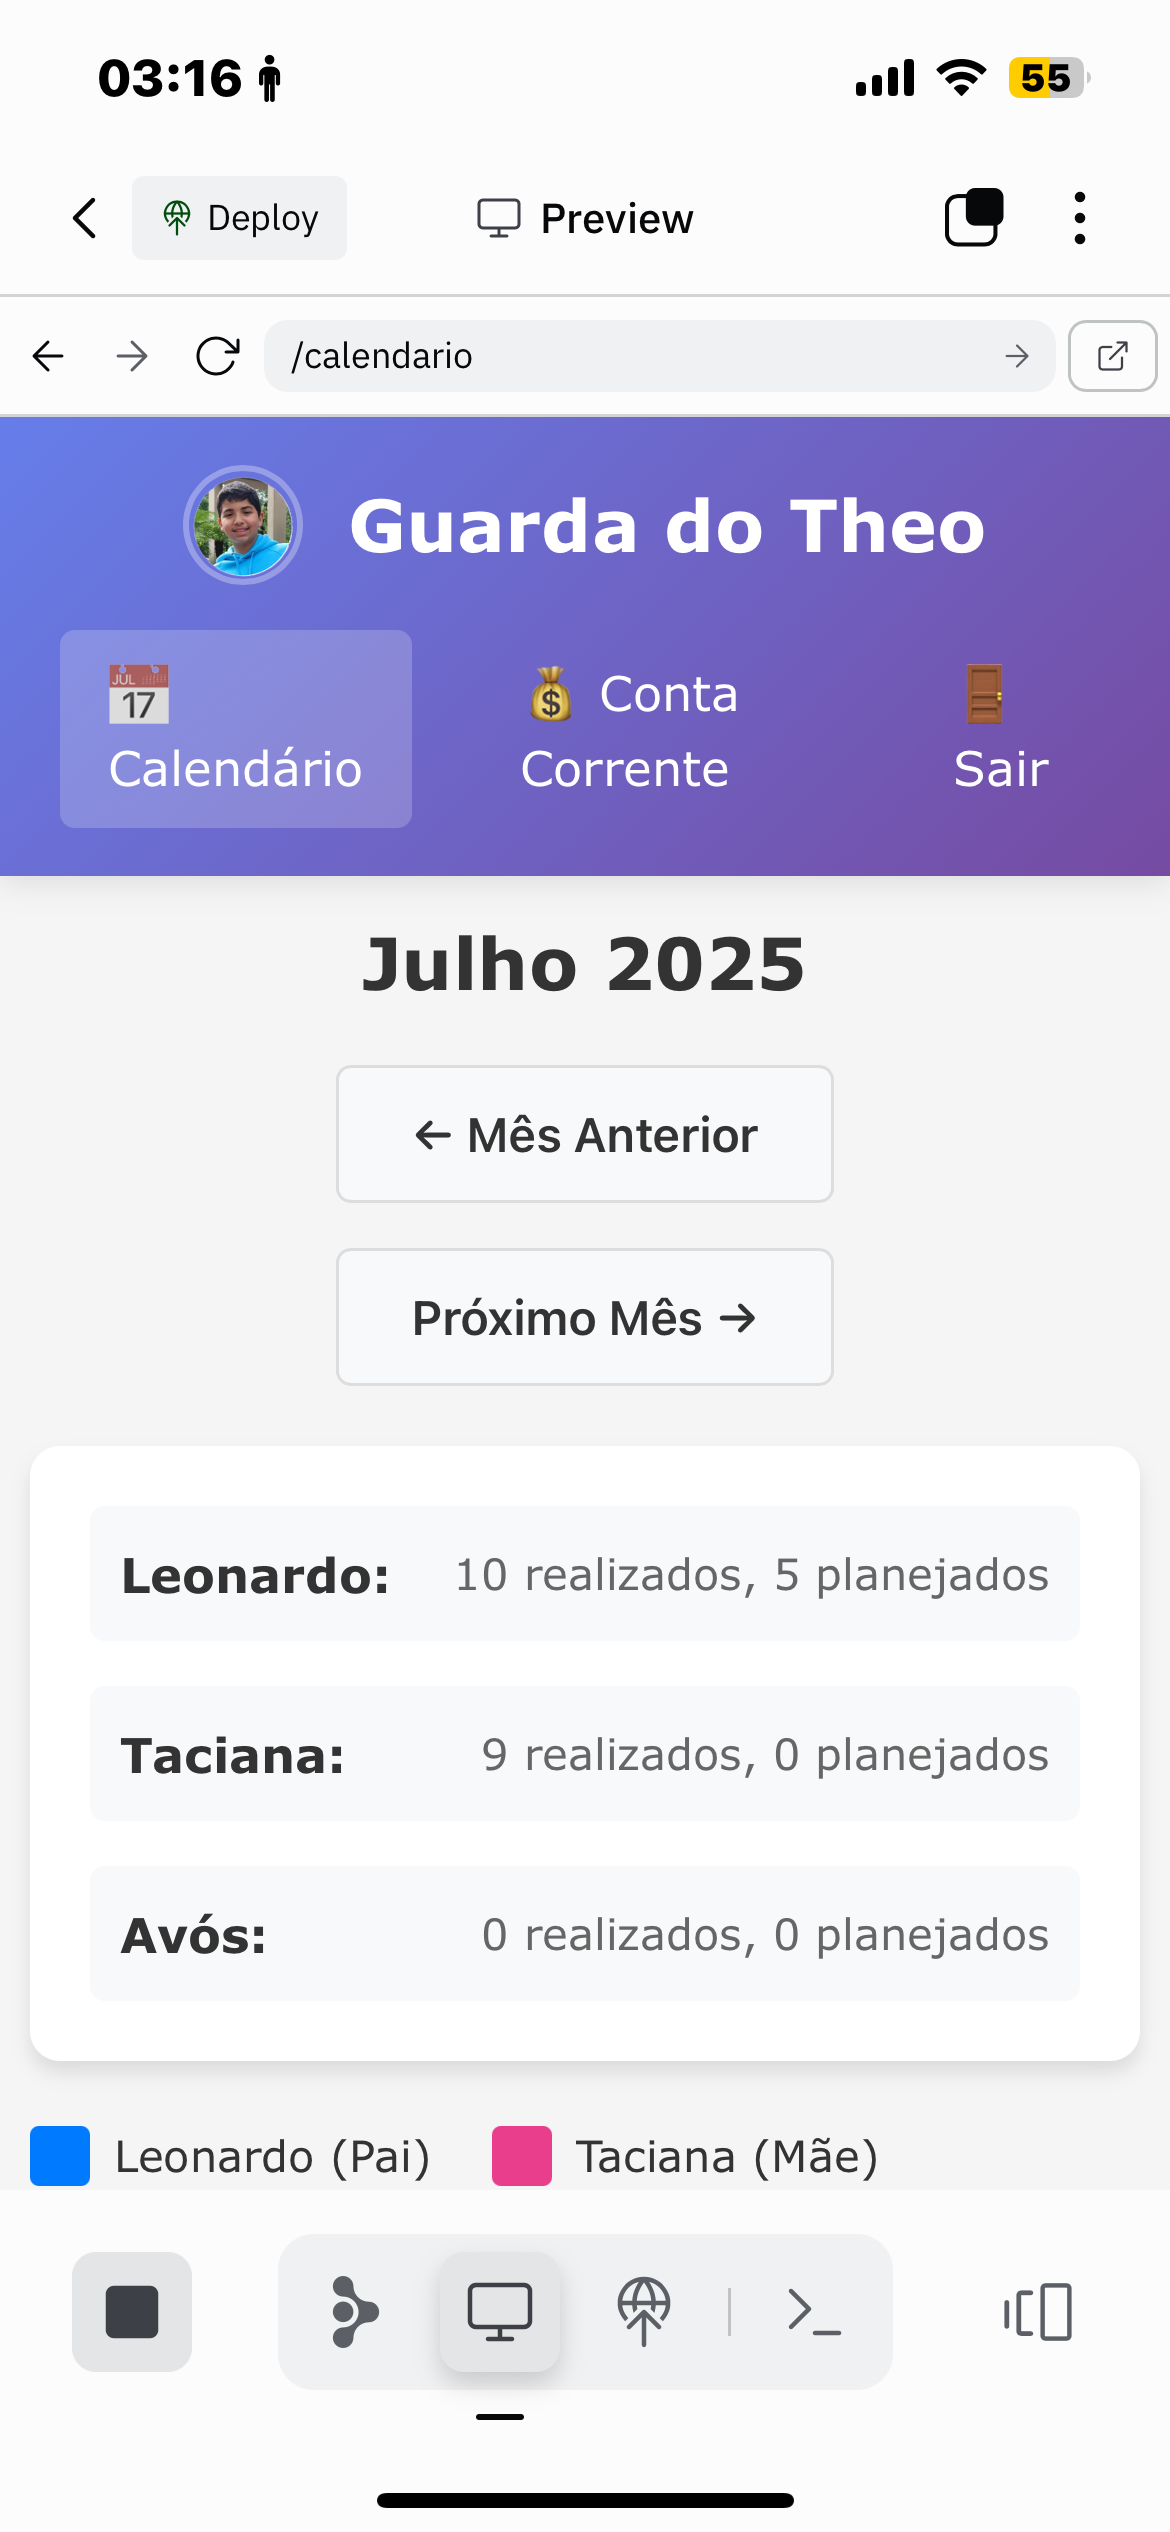 03:16
55
Deploy
Preview
/calendario
Guarda do Theo
JUL
17
Calendário
$ Conta
Corrente
Sair
Julho 2025
← Mês Anterior
Próximo Mês →
Leonardo: 10 realizados, 5 planejados
Taciana: 9 realizados, 0 planejados
Avós: 0 realizados, 0 planejados
Leonardo (Pai)
Taciana (Mãe)